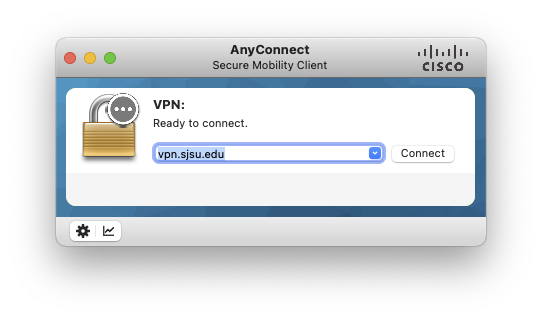 AnyConnect
Secure Mobility Client
CISCO
VPN:
Ready to connect.
vpn.sjsu.edu
Connect